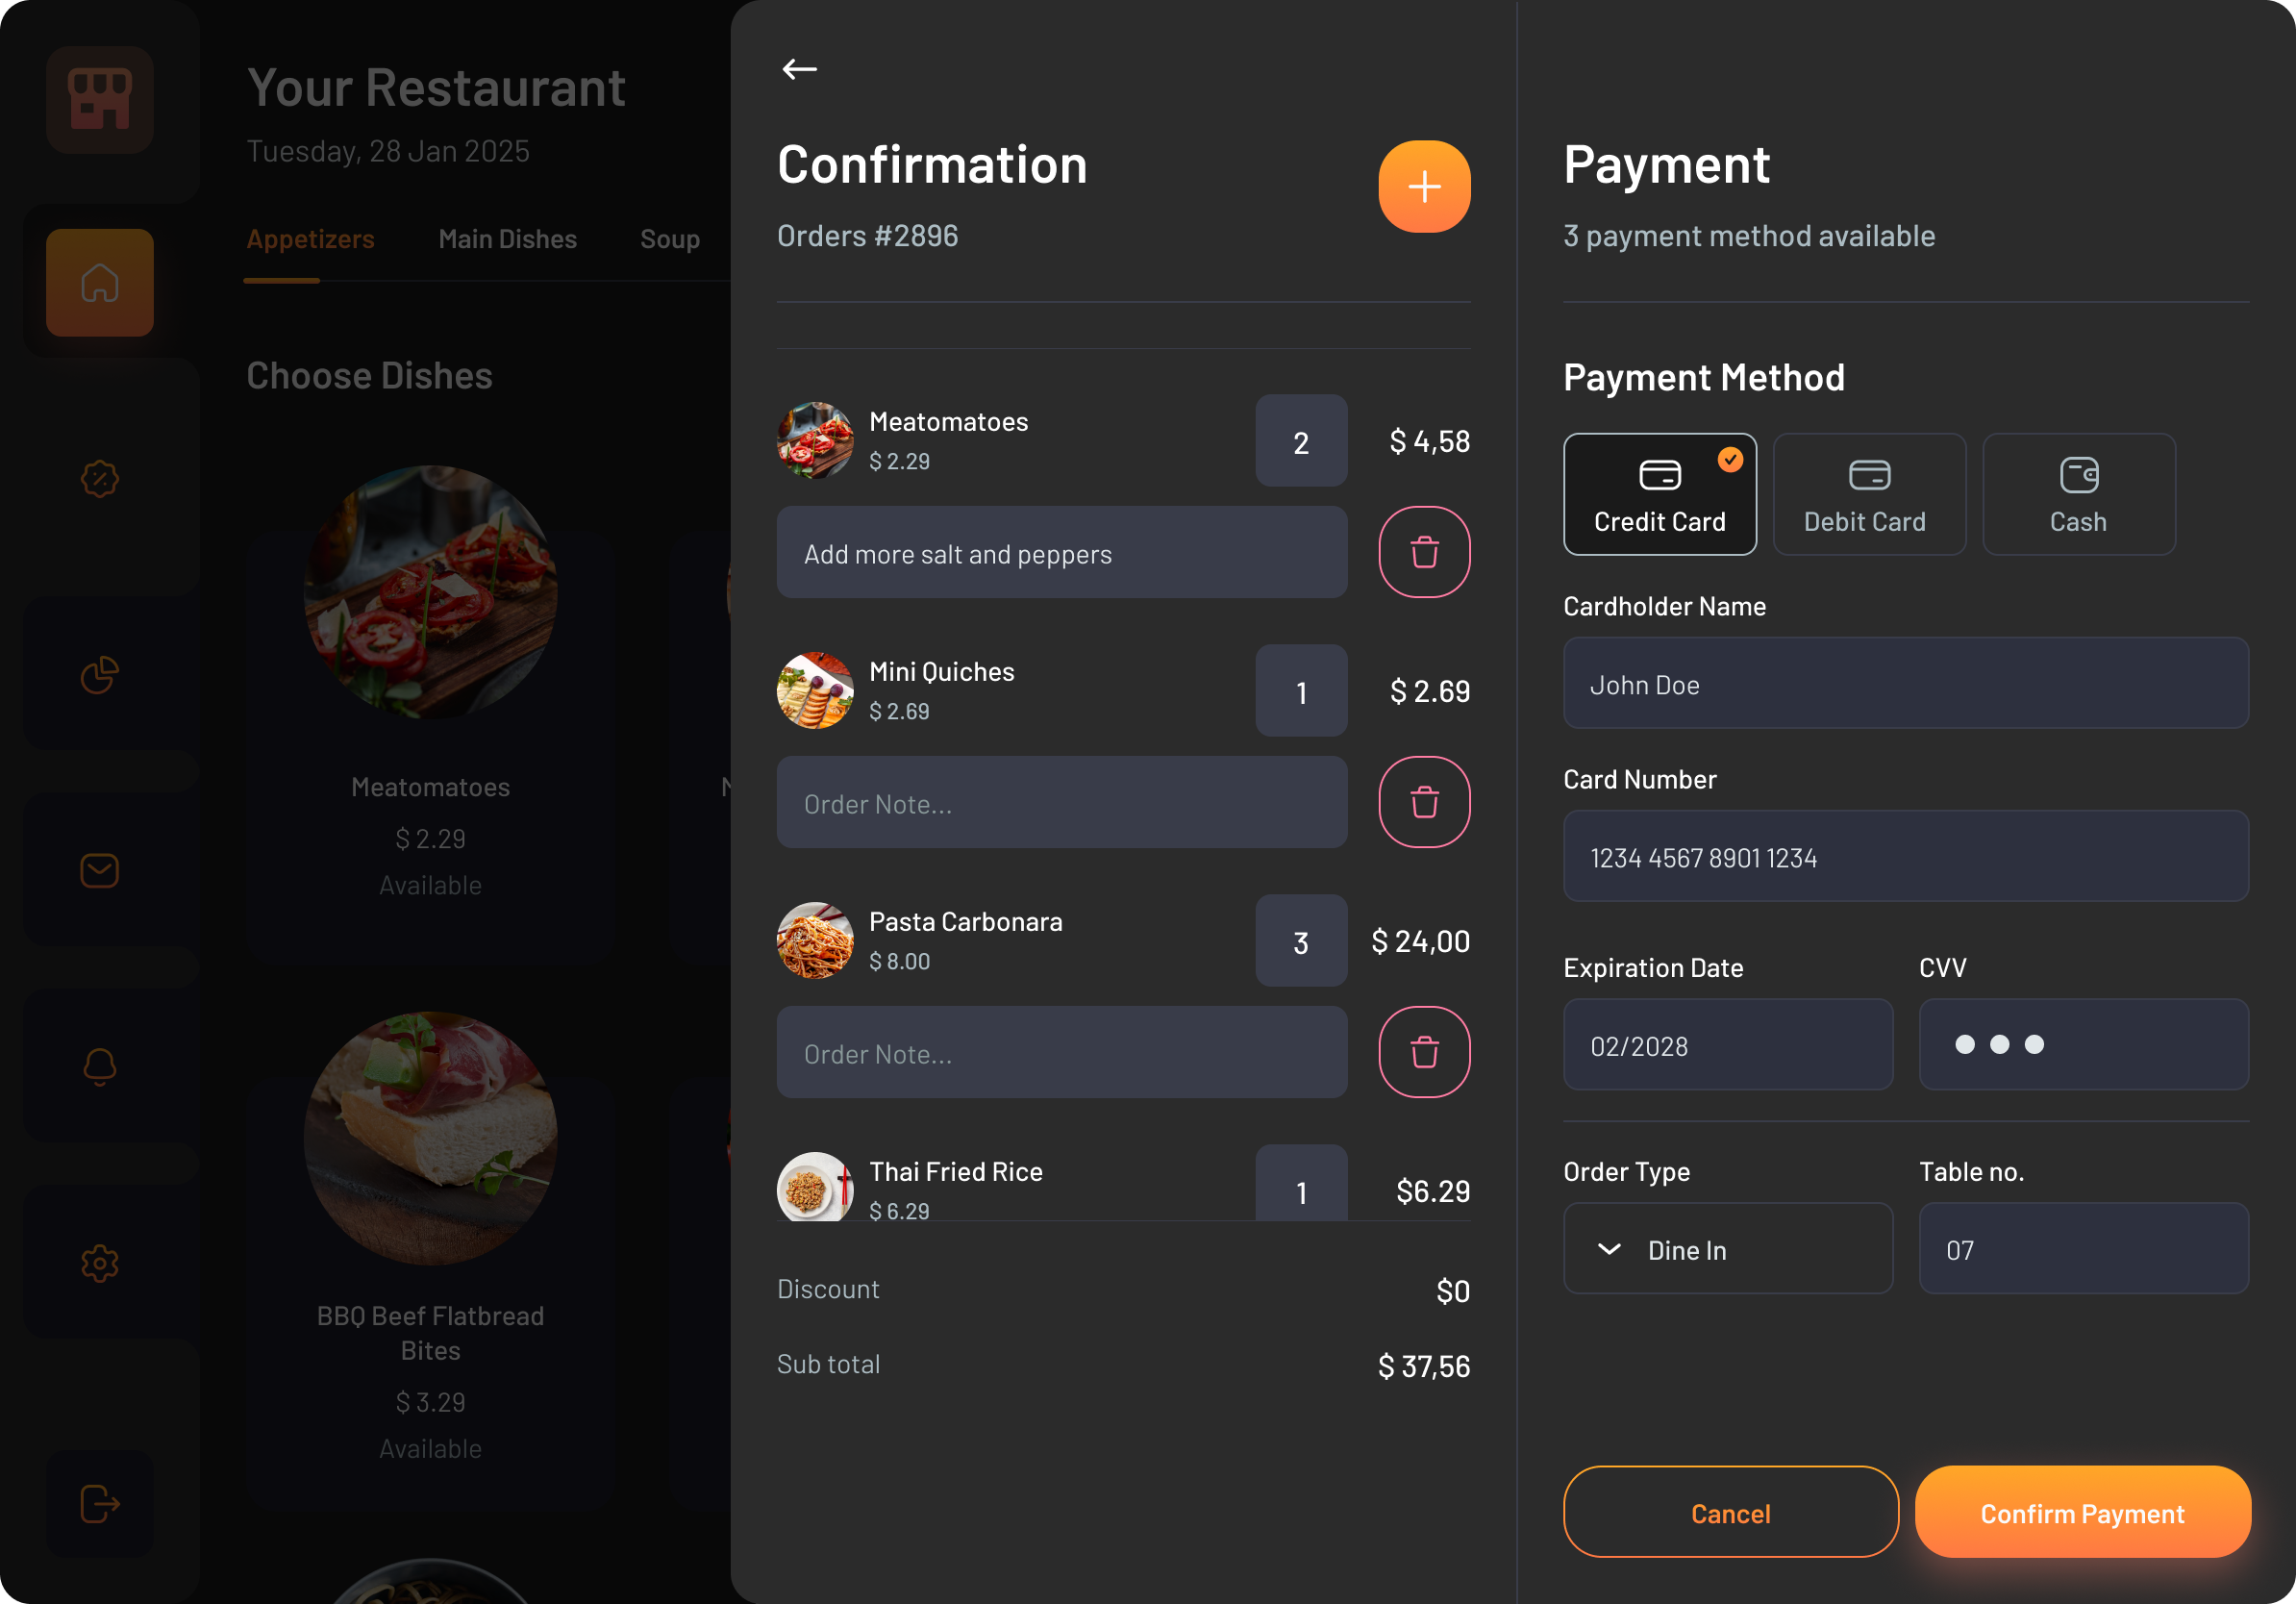 Your Restaurant
Tuesday, 28 Jan 2025
Appetizers Main Dishes Soup
Choose Dishes
Meatomatoes
$ 2.29
Available
BBQ Beef Flatbread
Bites
$ 3.29
Available
Confirmation
Orders #2896
Meatomatoes
$ 2.29
2
$ 4,58
Add more salt and peppers
Mini Quiches
$ 2.69
1
$ 2.69
Order Note...
Pasta Carbonara
$ 8.00
3
$ 24,00
Order Note...
Thai Fried Rice
$ 6.29
1
$6.29
Discount
$0
Sub total
$ 37,56
Payment
3 payment method available
Payment Method
Credit Card
Debit Card
Cash
Cardholder Name
John Doe
Card Number
1234 4567 8901 1234
Expiration Date
02/2028
CVV
Order Type
Dine In
Table no.
07
Cancel
Confirm Payment